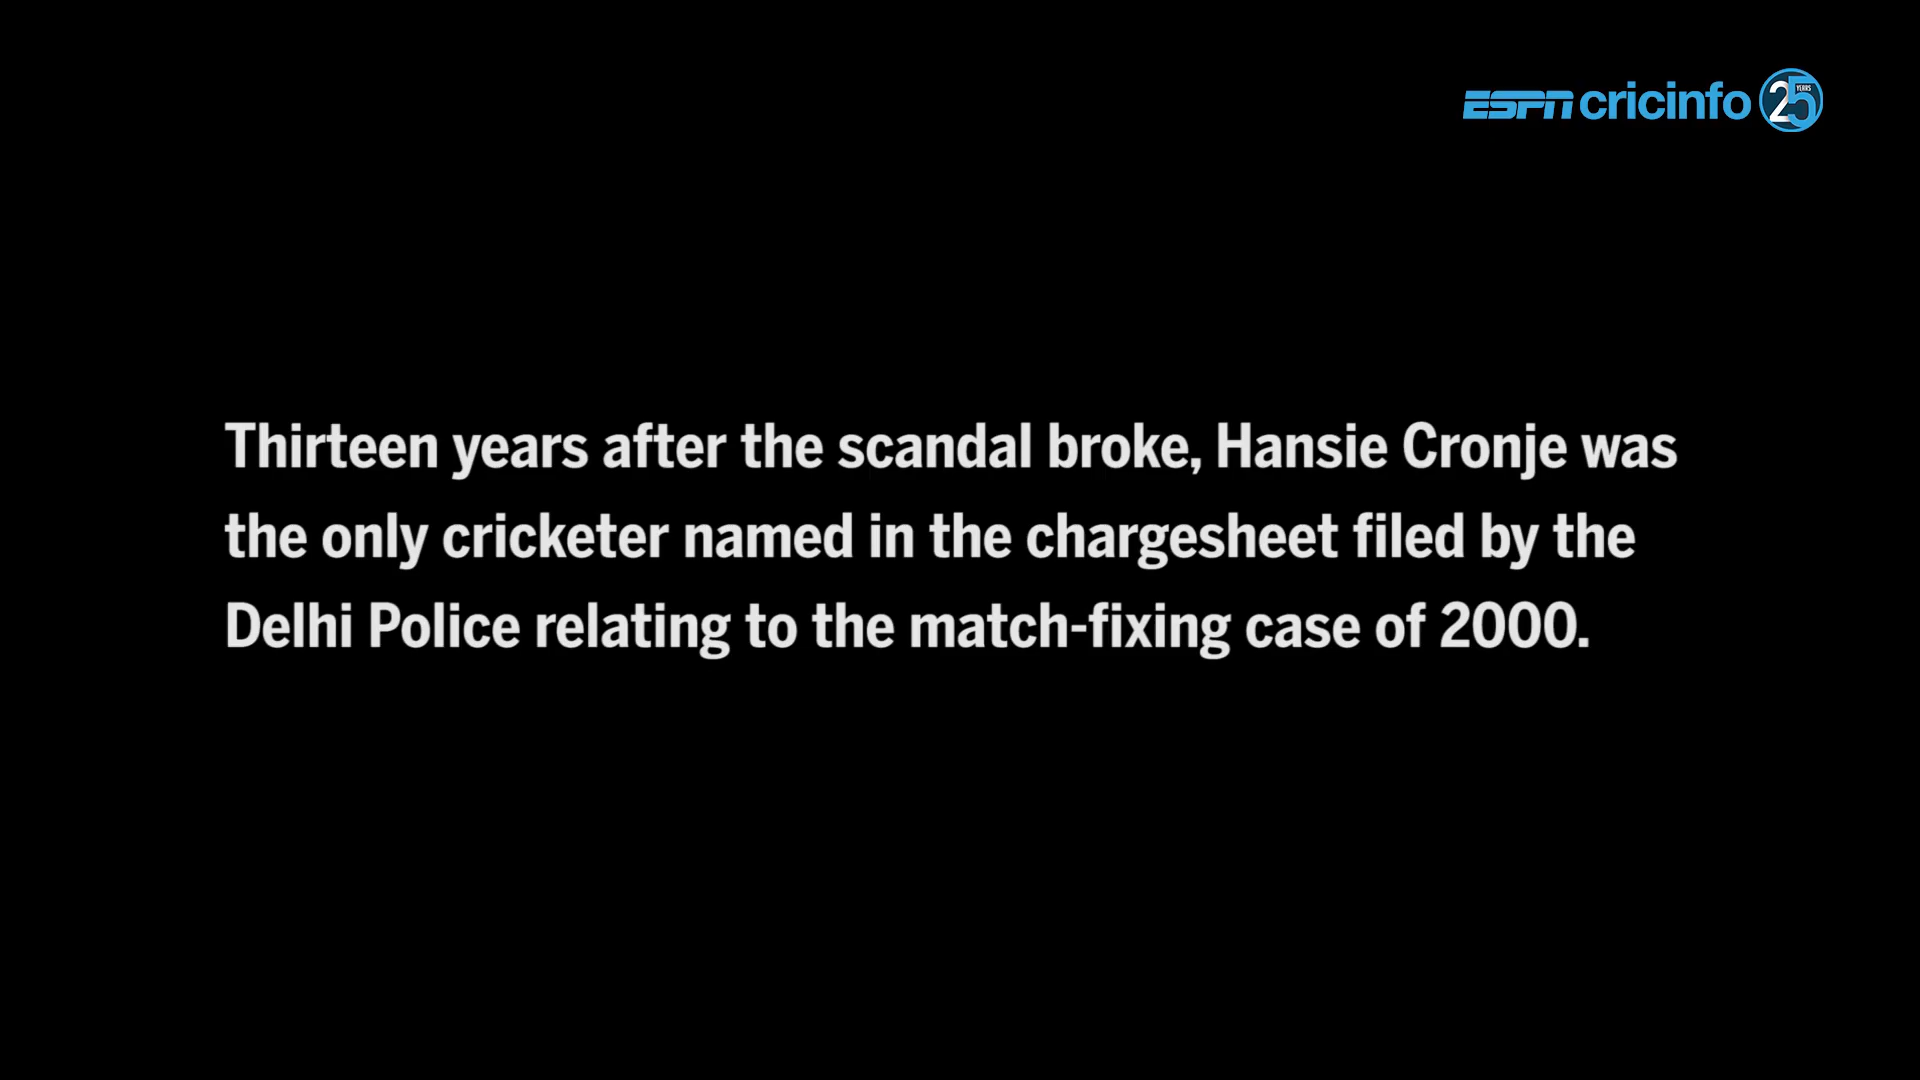 ESPN cricinfo 25 YEARS
Thirteen years after the scandal broke, Hansie Cronje was
the only cricketer named in the chargesheet filed by the
Delhi Police relating to the match-fixing case of 2000.